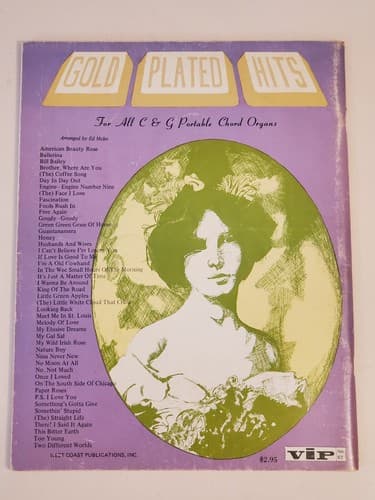 GOLD PLATED HITS
For All C & G Portable Chord Organs
Arranged by Ed
American Beauty Rose
Ballerina
Bill Bailey
Brother, Where Are You
(The) Coffee Song
Day In Day Out
Engine - Engine Number Nine
(The) Face I Love
Fascination
Fools Rush In
Free Again
Goody - Goody
Green Green Grass Of Home
Guantanamera
Honey
Husbands And Wives
I Can't Believe I'm Losing You
If Love Is Good To Me
I'm A Old Cowhand
In The Wee Small Hours Of The Morning
It's Just A Matter Of Time
I Wanna Be Around
King Of The Road
Little Green Apples
(The) Little White Cloud That Cried
Looking Back
Meet Me In St. Louis
Melody Of Love
My Elusive Dreams
My Gal Sal
My Wild Irish Rose
Nature Boy
Nina Never Knew
No Moon At All
No, Not Much
Once I Loved
On The South Side Of Chicago
Paper Roses
P.S. I Love You
Something's Gotta Give
Somethin' Stupid
(The) Straight Life
There! I Said It Again
This Bitter Earth
Too Young
Two Different Worlds
WEST COAST PUBLICATIONS, INC.
$2.95
VIP